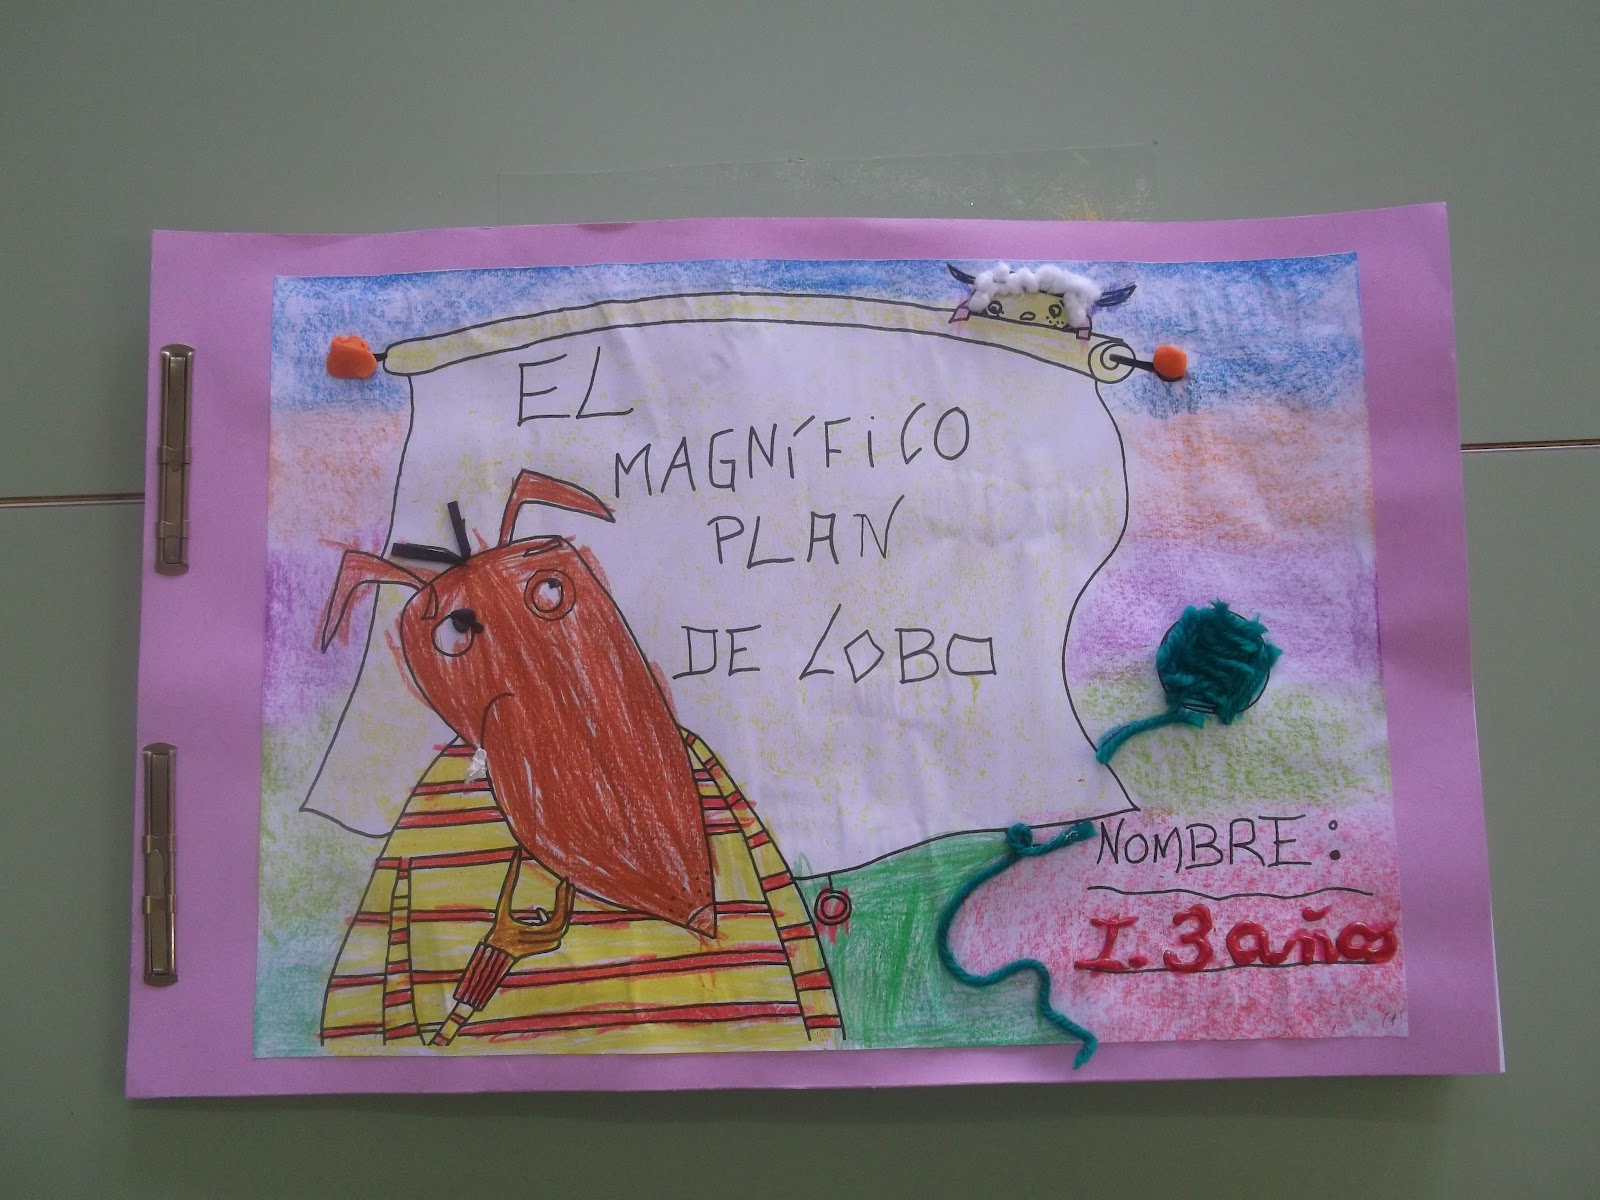 EL
MAGNÍFICO
PLAN
DE LOBO
NOMBRE:
I. 3 años